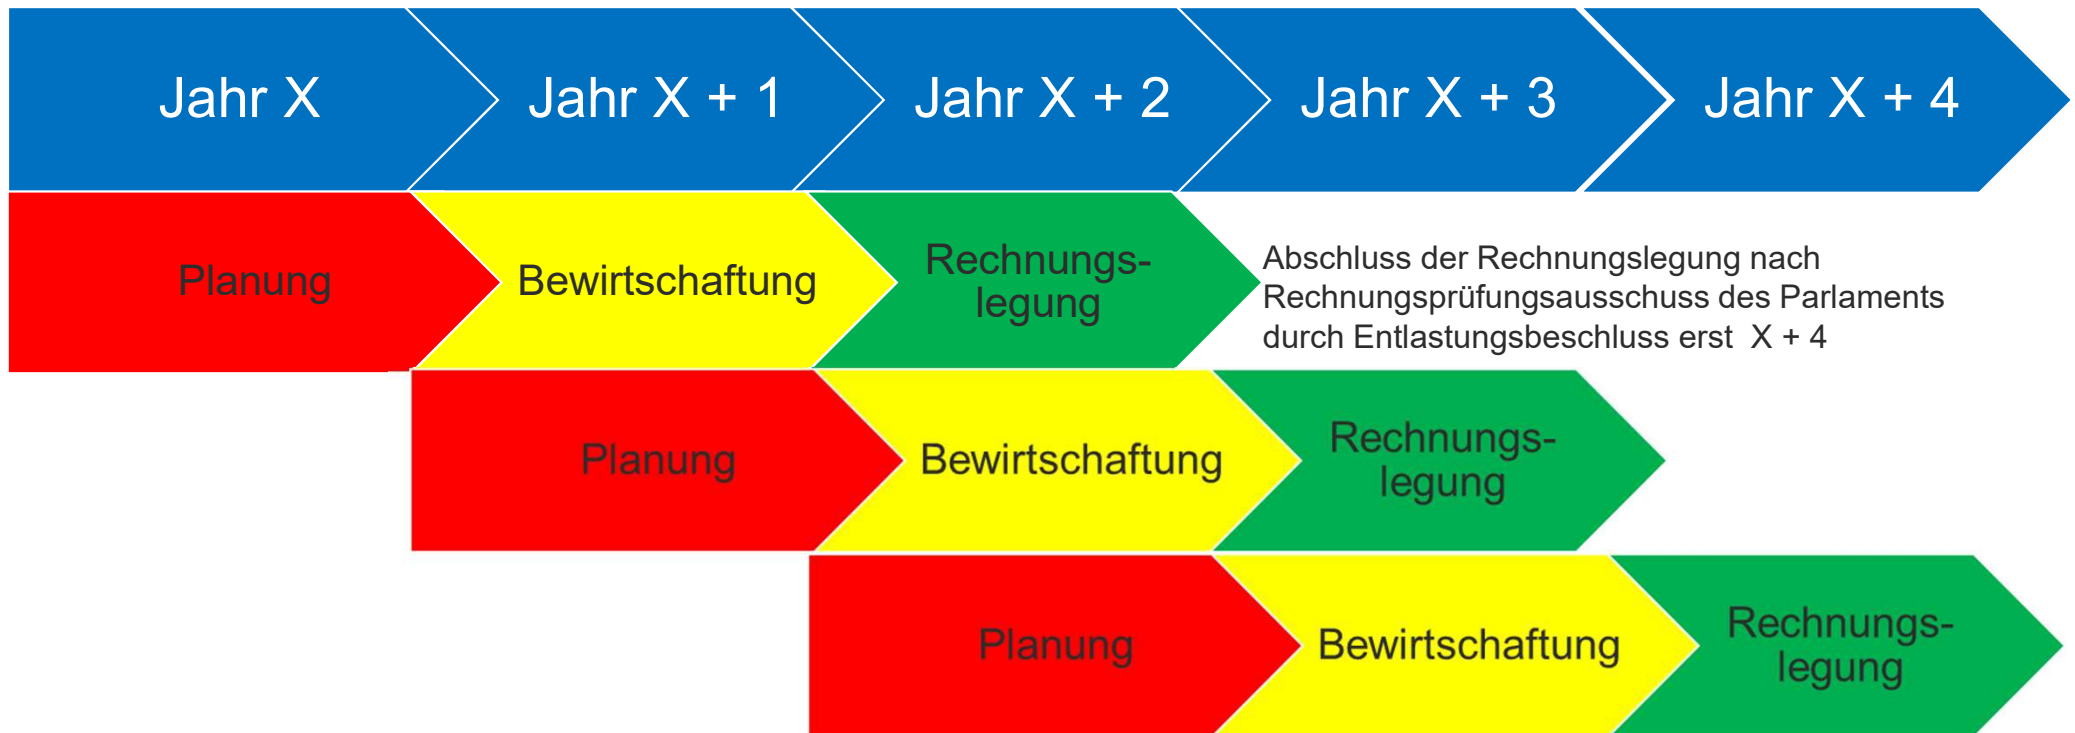 Jahr X
Jahr X + 1
Jahr X + 2
Jahr X + 3
Jahr X + 4
Planung
Bewirtschaftung
Rechnungs-
legung
Abschluss der Rechnungslegung nach
Rechnungsprüfungsausschuss des Parlaments
durch Entlastungsbeschluss erst  X + 4
Planung
Bewirtschaftung
Rechnungs-
legung
Planung
Bewirtschaftung
Rechnungs-
legung